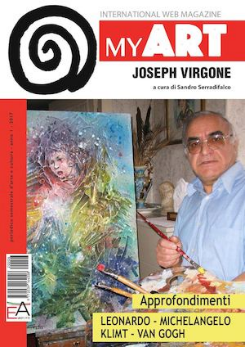 INTERNATIONAL WEB MAGAZINE
MY ART
JOSEPH VIRGONE
a cura di Sandro Serradifalco
Approfondimenti
LEONARDO - MICHELANGELO
KLIMT - VAN GOGH
EA